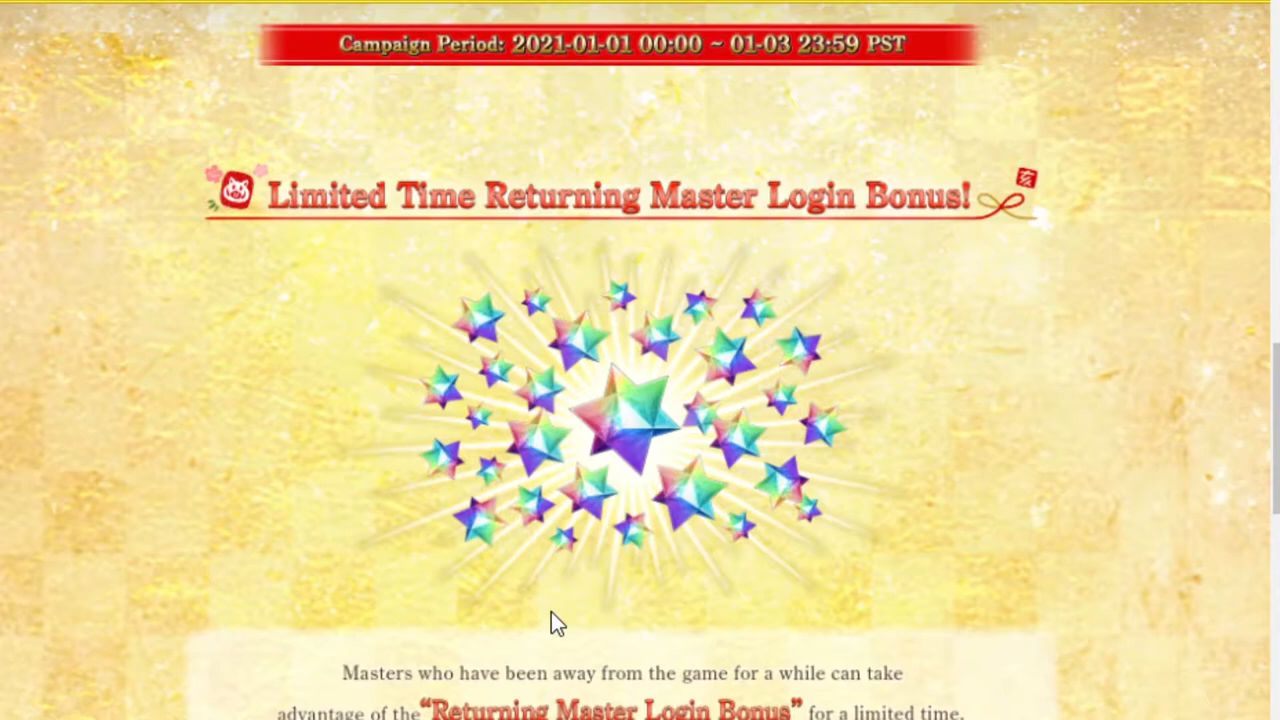 Campaign Period: 2021-01-01 00:00 ~ 01-03 23:59 PST
Limited Time Returning Master Login Bonus!
亥
Masters who have been away from the game for a while can take
advantage of the “Returning Master Login Bonus” for a limited time.